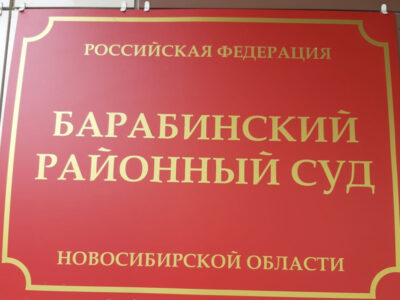 РОССИЙСКАЯ ФЕДЕРАЦИЯ
БАРАБИНСКИЙ
РАЙОННЫЙ СУД
НОВОСИБИРСКОЙ ОБЛАСТИ